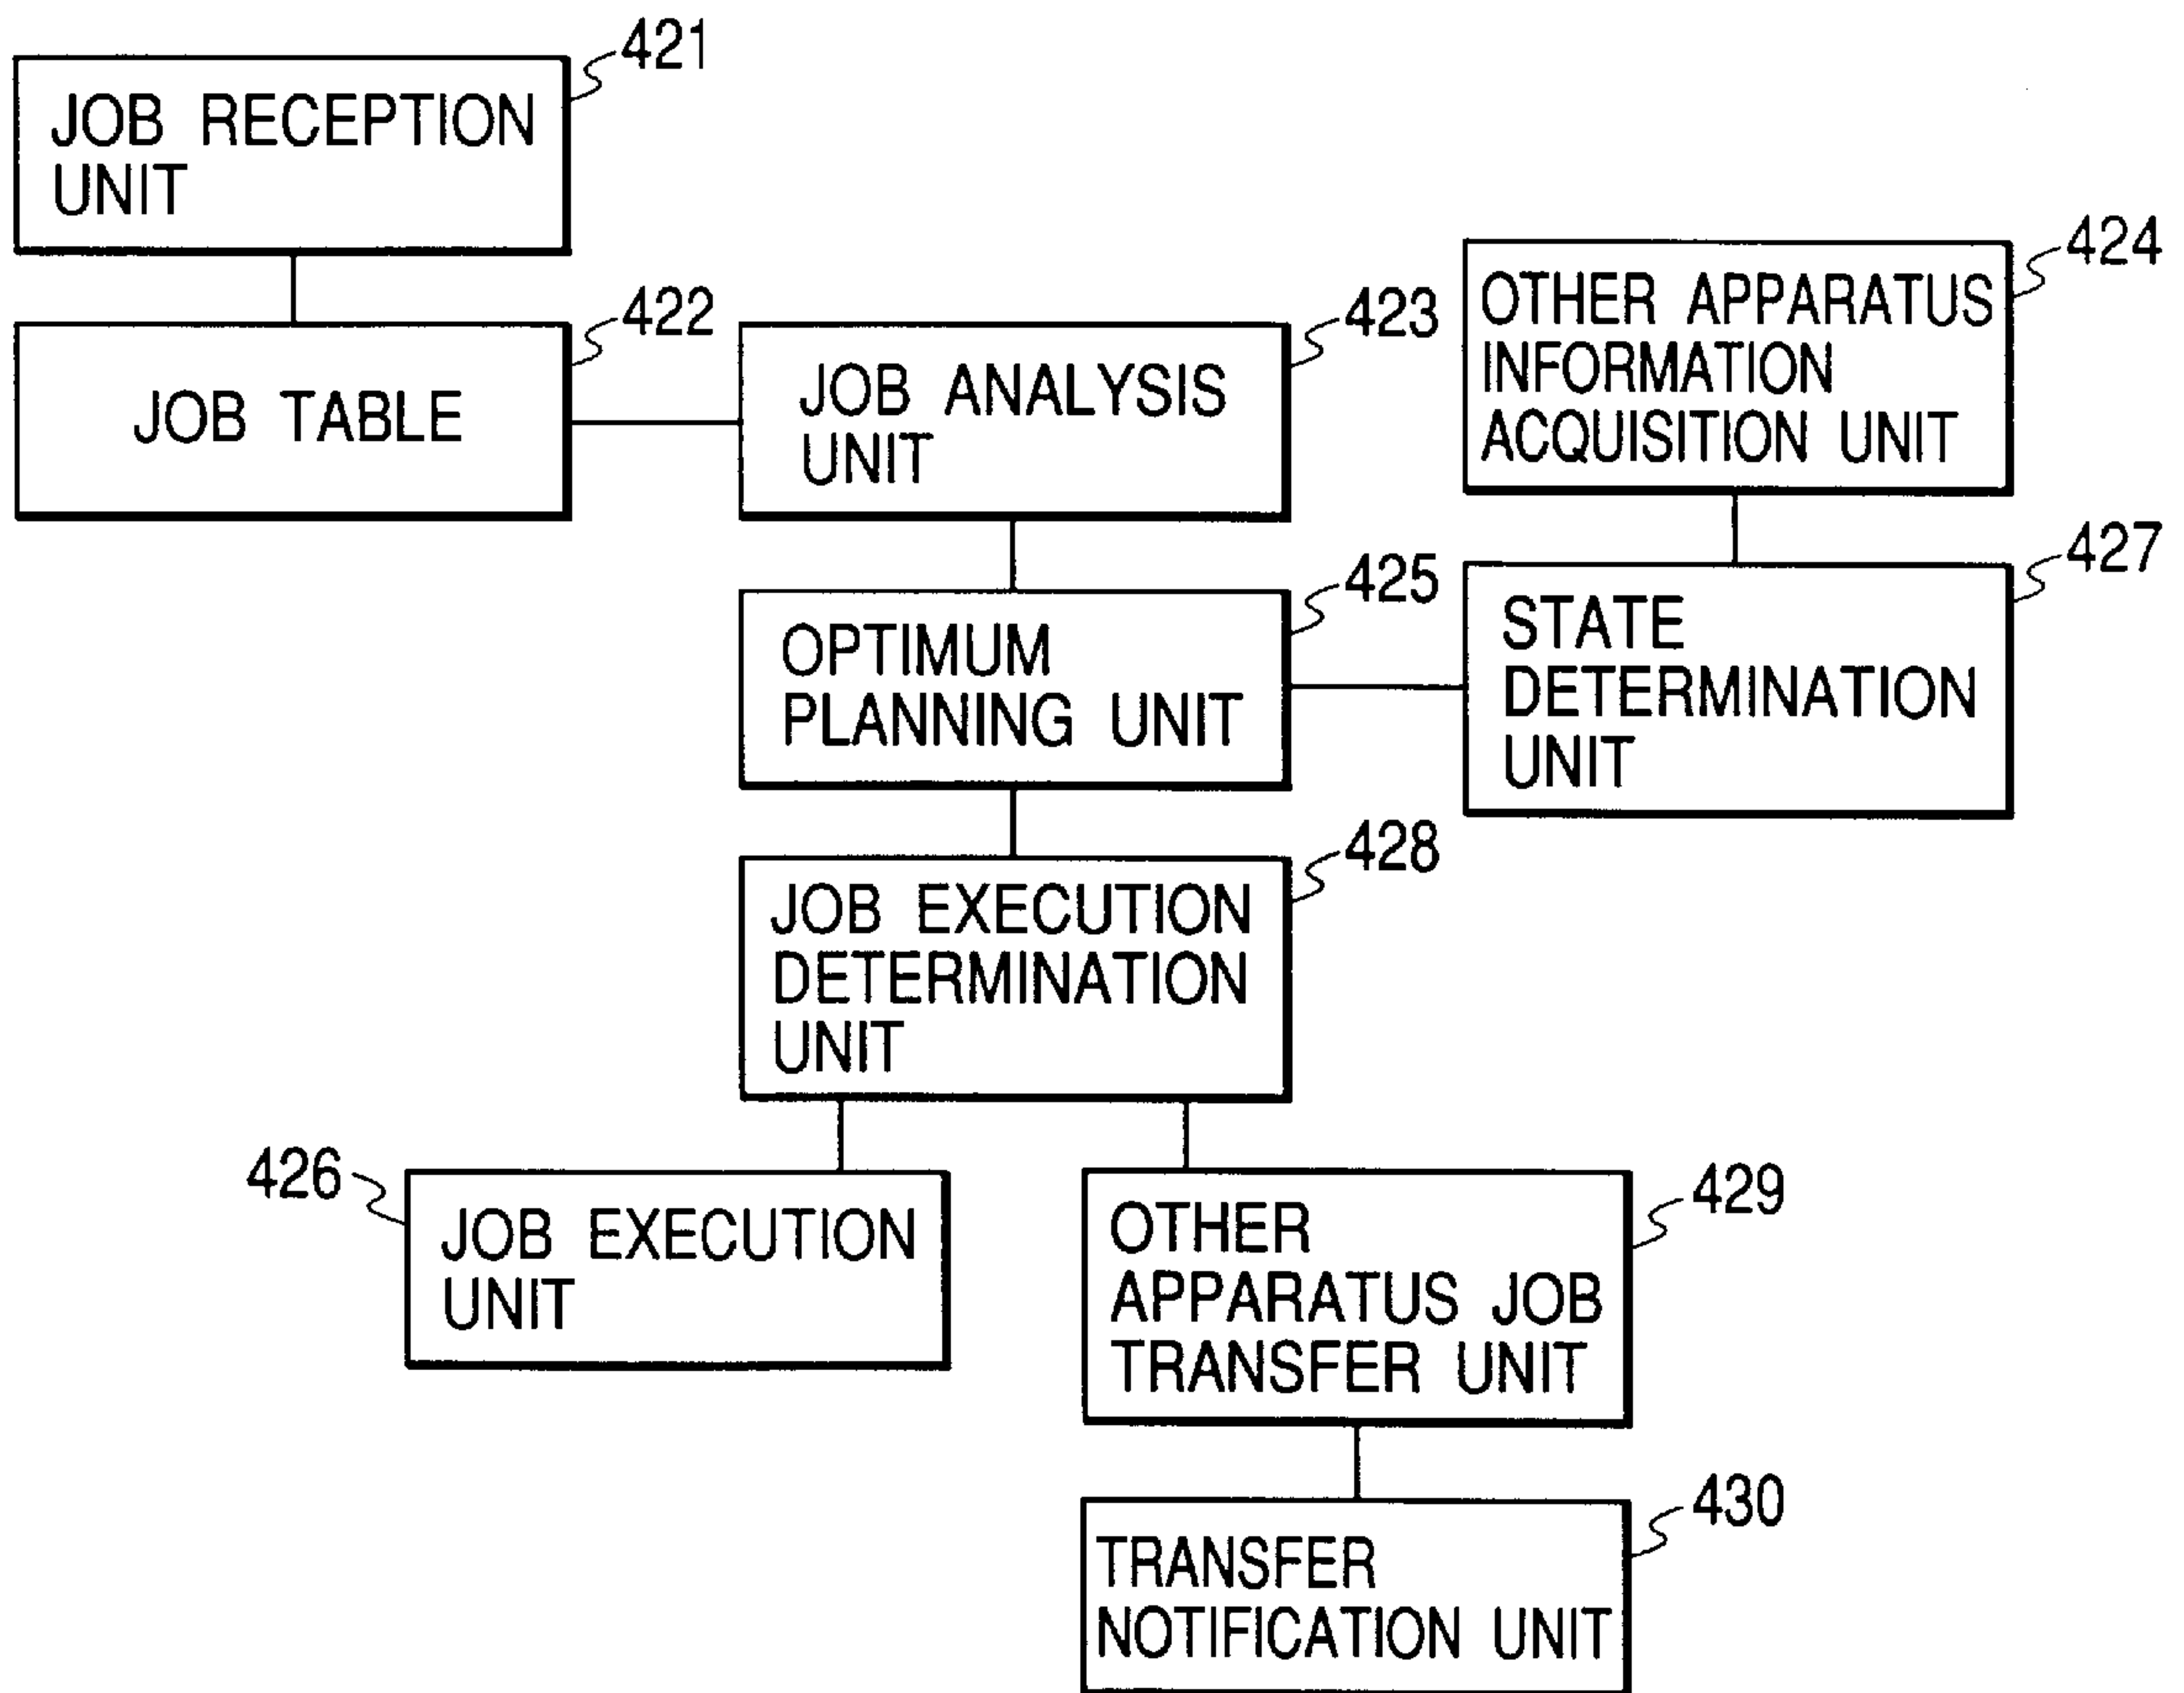 421
JOB RECEPTION
UNIT
422
JOB TABLE
423
JOB ANALYSIS
UNIT
424
OTHER APPARATUS
INFORMATION
ACQUISITION UNIT
425
OPTIMUM
PLANNING UNIT
427
STATE
DETERMINATION
UNIT
428
JOB EXECUTION
DETERMINATION
UNIT
426
JOB EXECUTION
UNIT
429
OTHER
APPARATUS JOB
TRANSFER UNIT
430
TRANSFER
NOTIFICATION UNIT